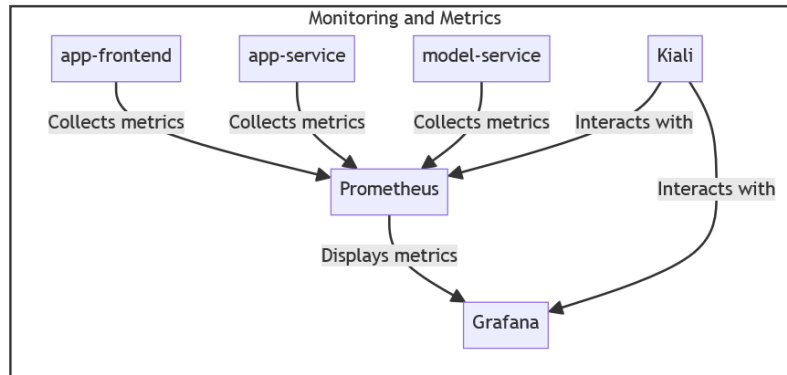 Monitoring and Metrics
app-frontend
app-service
model-service
Kiali
Collects metrics
Collects metrics
Collects metrics
Interacts with
Prometheus
Interacts with
Displays metrics
Grafana